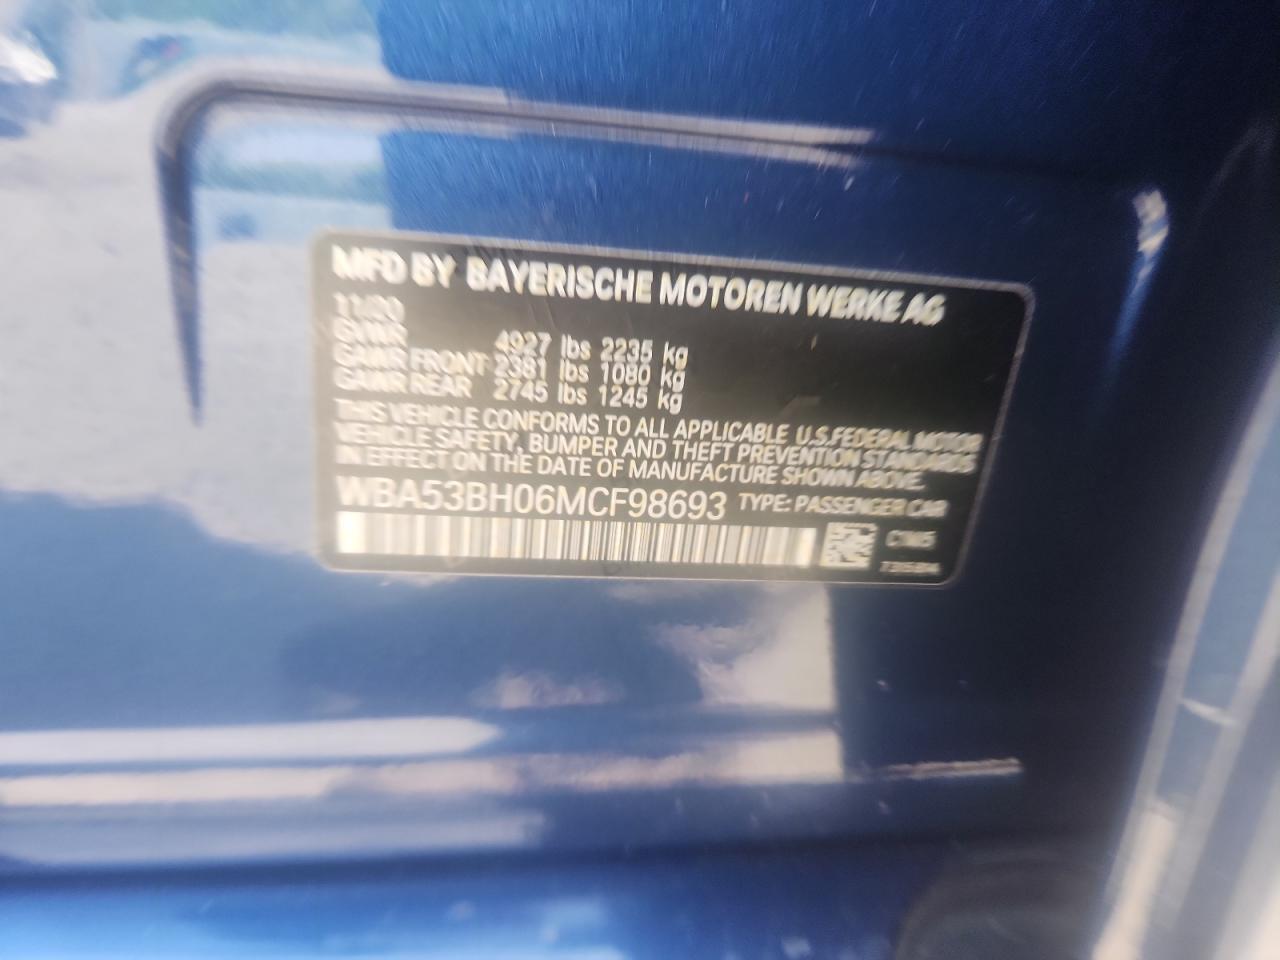 MFD BY BAYERISCHE MOTOREN WERKE AG
11/20
GVWR 4927 lbs 2235 kg
GAWR FRONT 2381 lbs 1080 kg
GAWR REAR 2745 lbs 1245 kg
THIS VEHICLE CONFORMS TO ALL APPLICABLE U.S.FEDERAL MOTOR
VEHICLE SAFETY, BUMPER AND THEFT PREVENTION STANDARDS
IN EFFECT ON THE DATE OF MANUFACTURE SHOWN ABOVE.
WBA53BH06MCF98693 TYPE: PASSENGER CAR